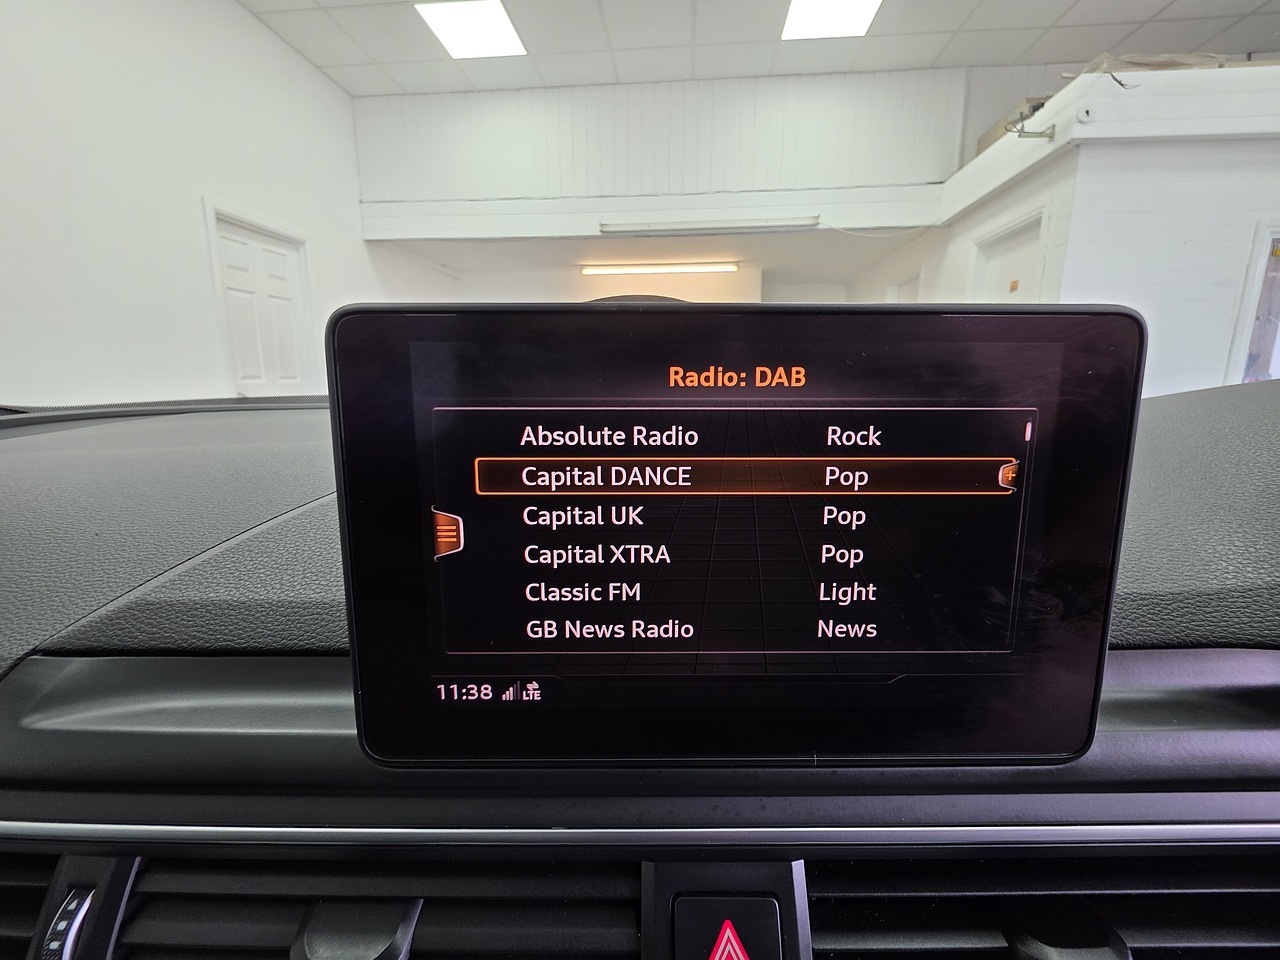 Radio: DAB
Absolute Radio Rock
Capital DANCE Pop
Capital UK Pop
Capital XTRA Pop
Classic FM Light
GB News Radio News
11:38 LTE